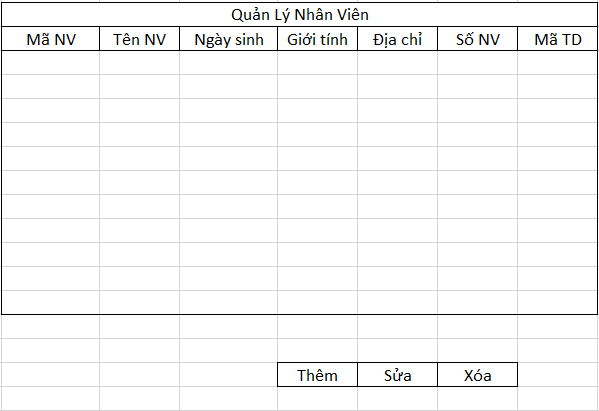 Quản Lý Nhân Viên
Mã NV Tên NV Ngày sinh Giới tính Địa chỉ Số NV Mã TD
Thêm Sửa Xóa